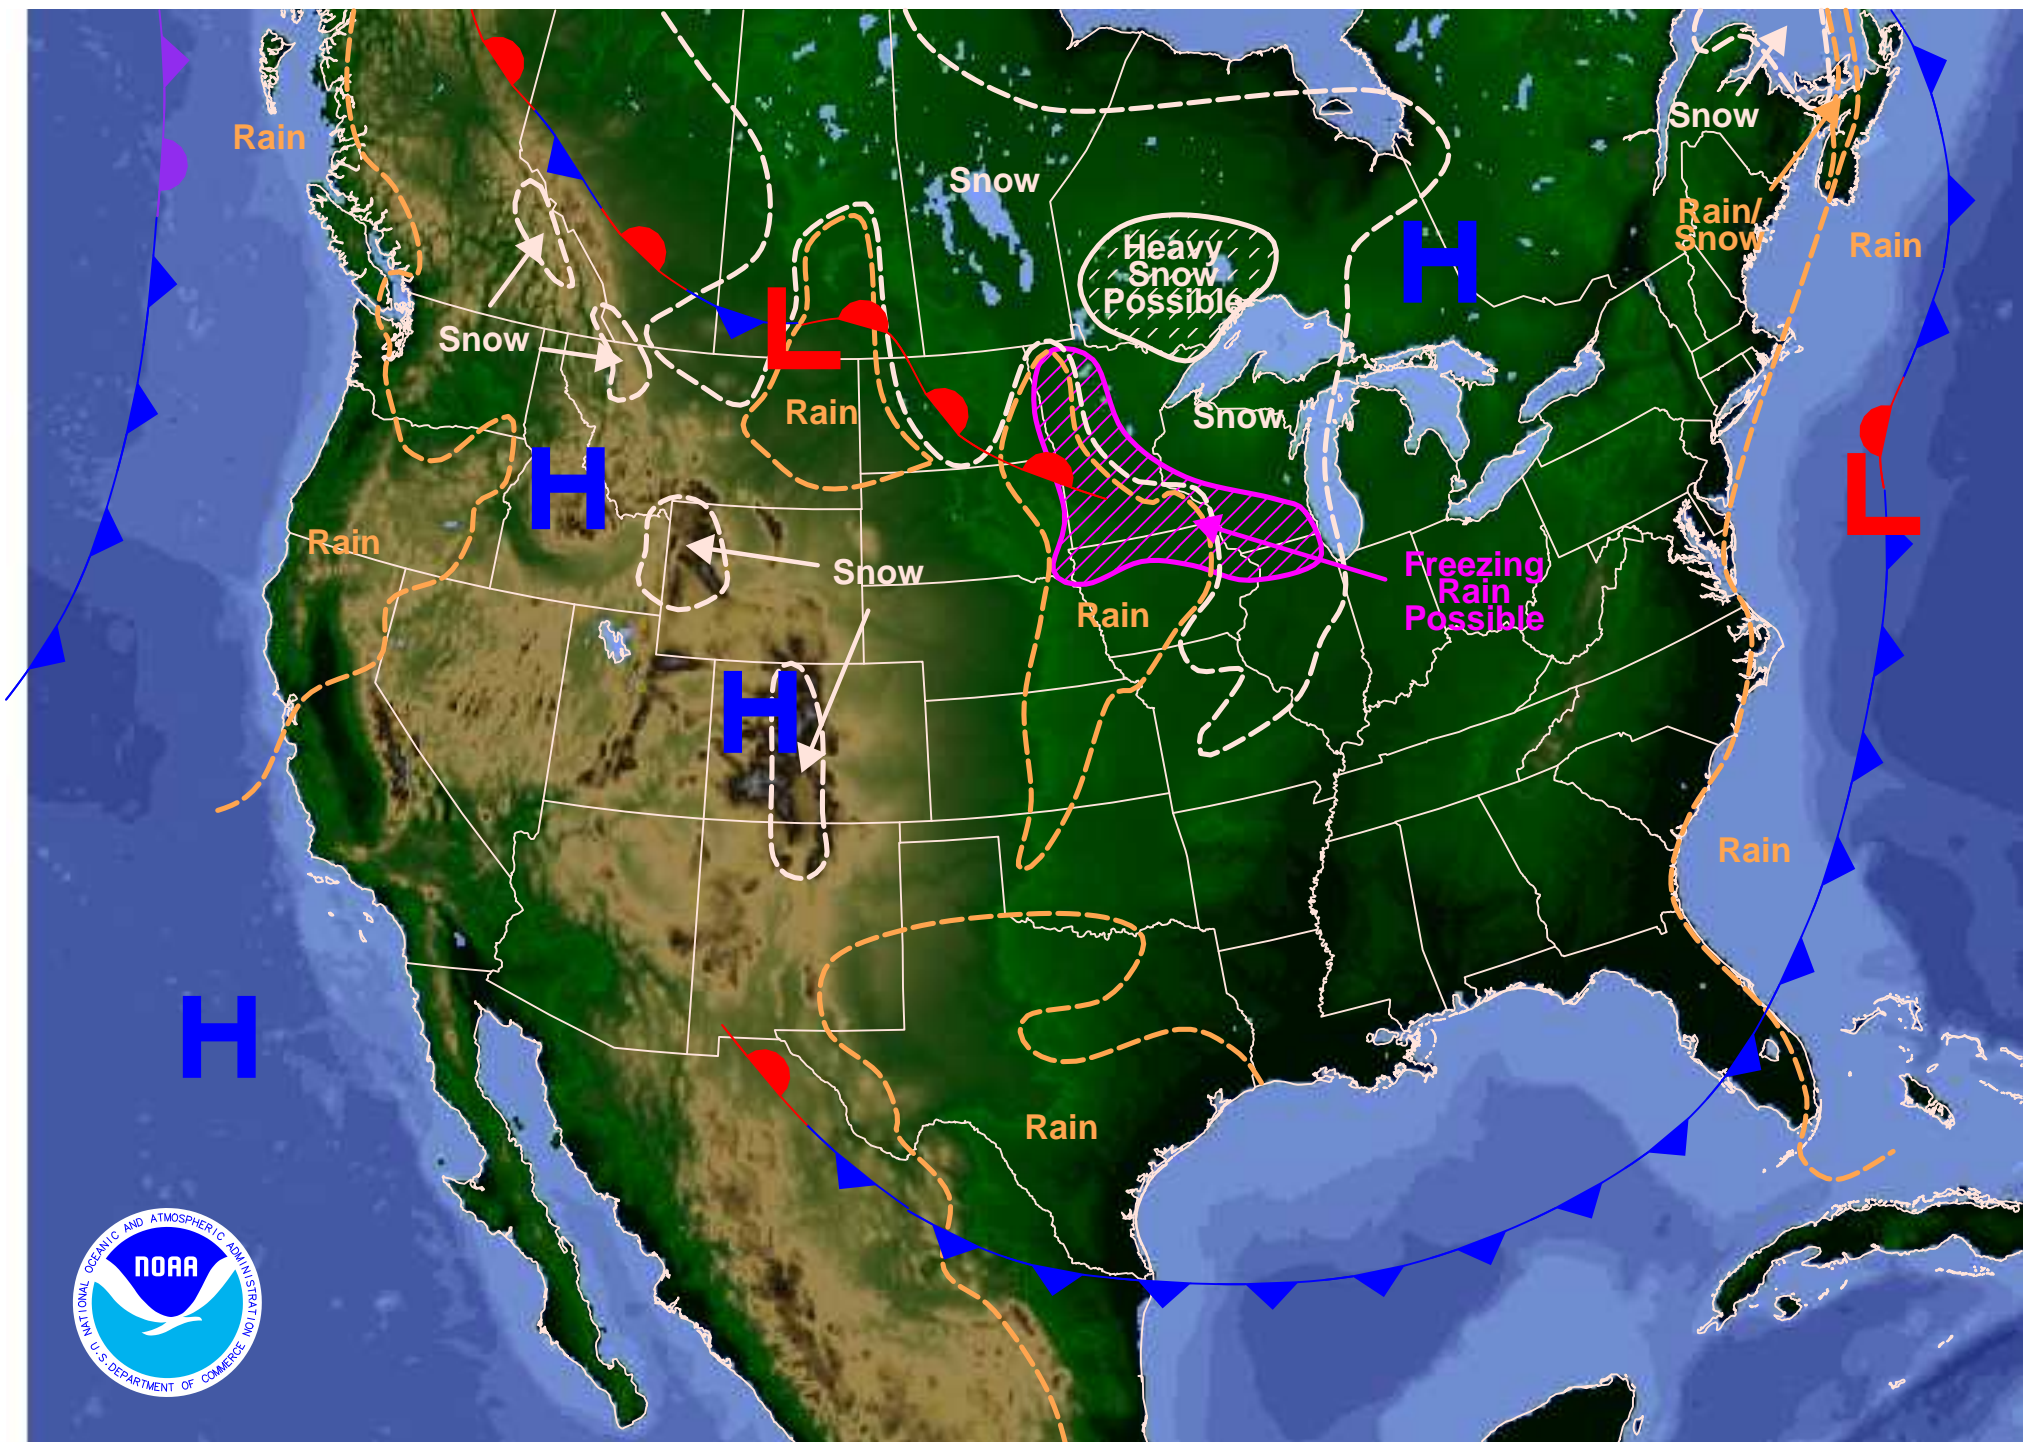 Rain
Snow
Snow
Heavy
Snow
Possible
Rain/
Snow
Rain
H
L
Snow
Rain
Snow
H
L
Rain
Snow
Freezing
Rain
Possible
Rain
H
Rain
H
Rain
NATIONAL OCEANIC AND ATMOSPHERIC ADMINISTRATION
NOAA
U.S. DEPARTMENT OF COMMERCE